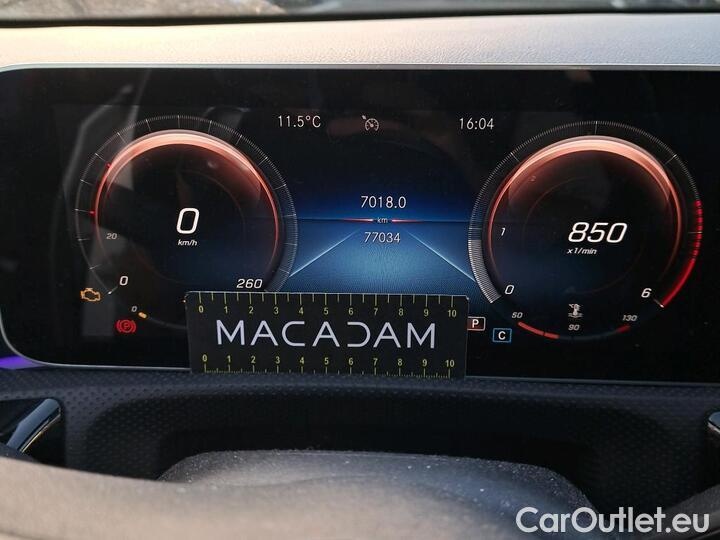 11.5°C 16:04
7018.0
km
77034
0
km/h
20
0
260
0
850
x1/min
1
0
6
50
90
130
P
P
C
0 1 2 3 4 5 6 7 8 9 10
MACADAM
0 1 2 3 4 5 6 7 8 9 10
CarOutlet.eu